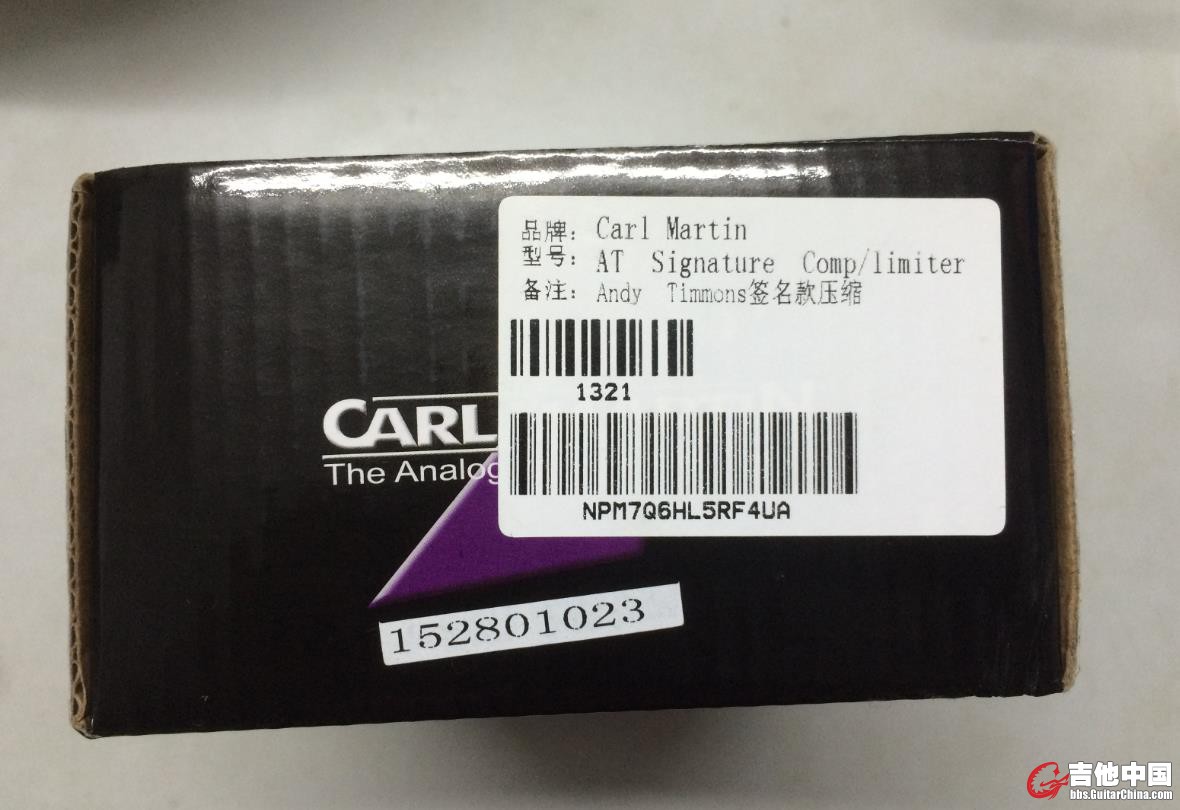 品牌: Carl Martin
型号: AT Signature Comp/limiter
备注: Andy Timmons签名款压缩
1321
CARL
The Analog
NPM7Q6HL5RF4UA
152801023
吉他中国
bbs.GuitarChina.com